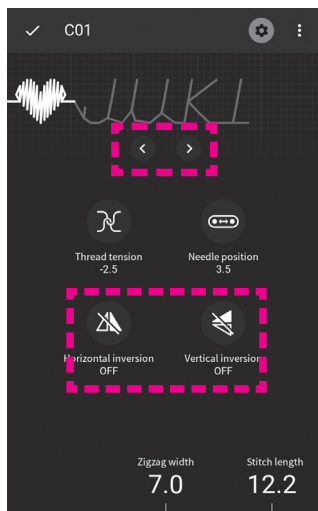 C01
JUKI
Thread tension
-2.5
Needle position
3.5
Horizontal inversion
OFF
Vertical inversion
OFF
Zigzag width
7.0
Stitch length
12.2